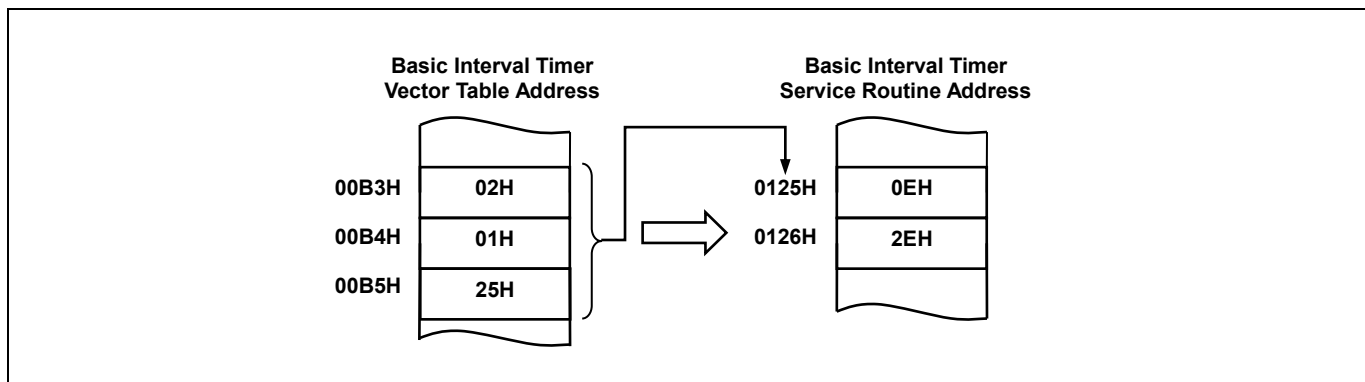 Basic Interval Timer
Vector Table Address
00B3H 02H
00B4H 01H
00B5H 25H
Basic Interval Timer
Service Routine Address
0125H 0EH
0126H 2EH